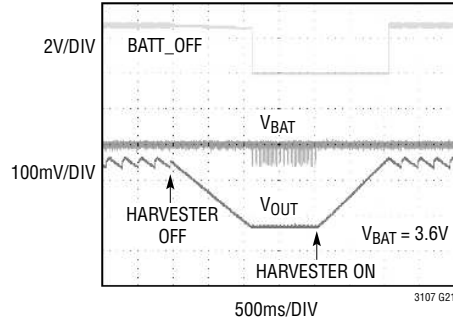 2V/DIV
BATT_OFF
VBAT
100mV/DIV
HARVESTER
OFF
VOUT
VBAT = 3.6V
HARVESTER ON
3107 G21
500ms/DIV